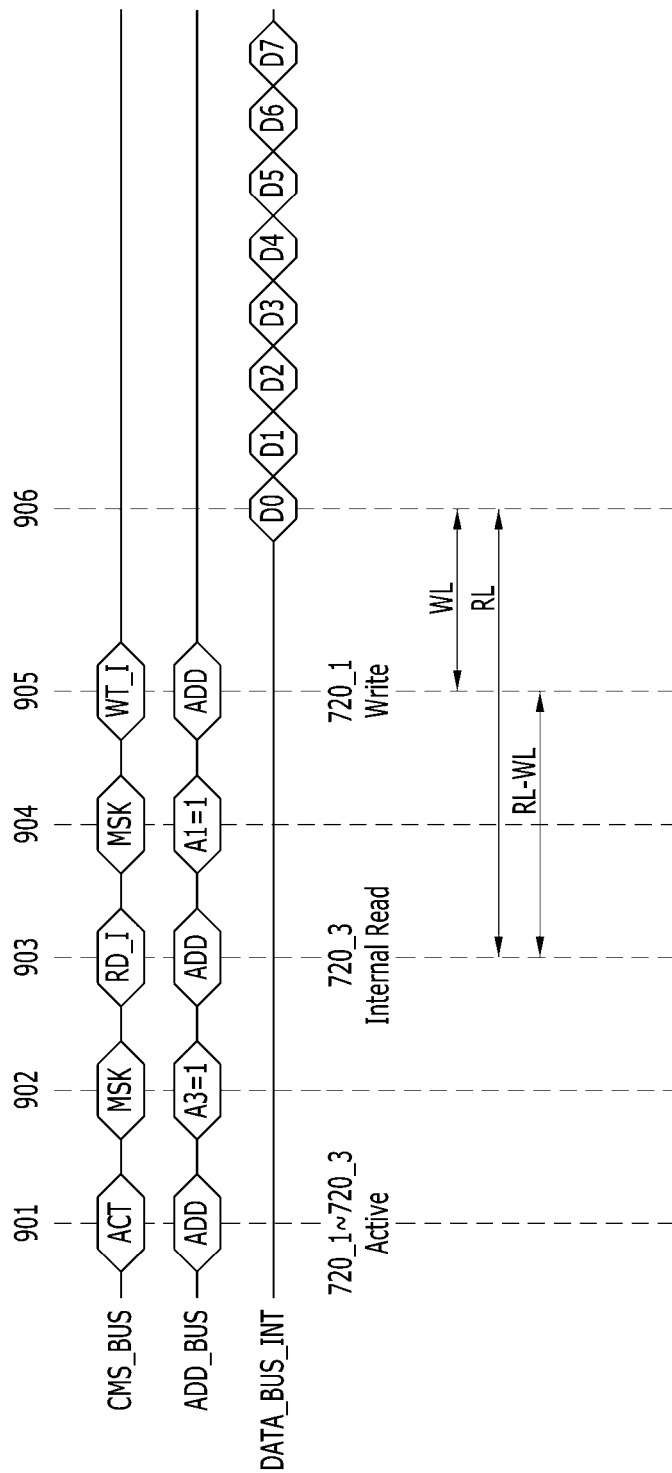 901 902 903 904 905 906
CMS_BUS ACT MSK RD_I MSK WT_I
ADD_BUS ADD A3=1 ADD A1=1 ADD
DATA_BUS_INT D0 D1 D2 D3 D4 D5 D6 D7
720_1~720_3 720_3 720_1
Active Internal Read Write
WL
RL
RL-WL